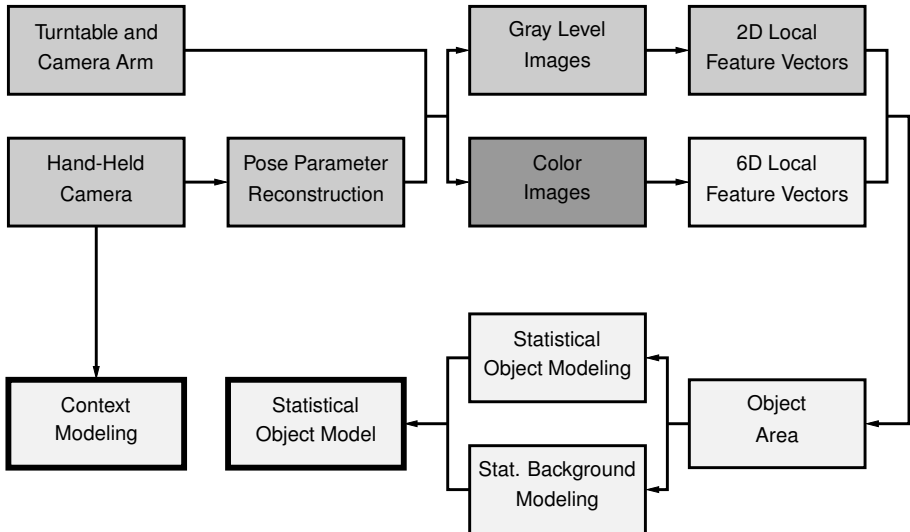 Turntable and
Camera Arm
Gray Level
Images
2D Local
Feature Vectors
Hand-Held
Camera
Pose Parameter
Reconstruction
Color
Images
6D Local
Feature Vectors
Statistical
Object Modeling
Context
Modeling
Statistical
Object Model
Object
Area
Stat. Background
Modeling